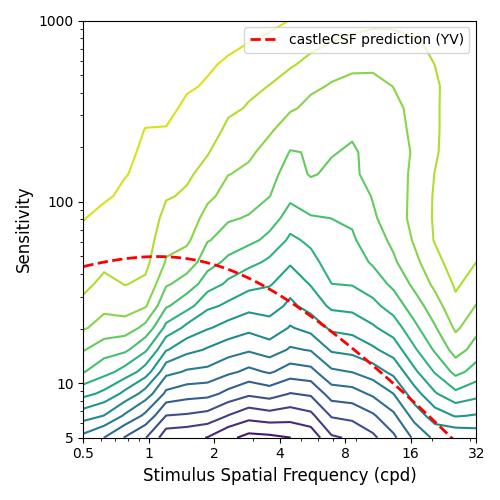 1000
castleCSF prediction (YV)
100
Sensitivity
10
5
0.5 1 2 4 8 16 32
Stimulus Spatial Frequency (cpd)